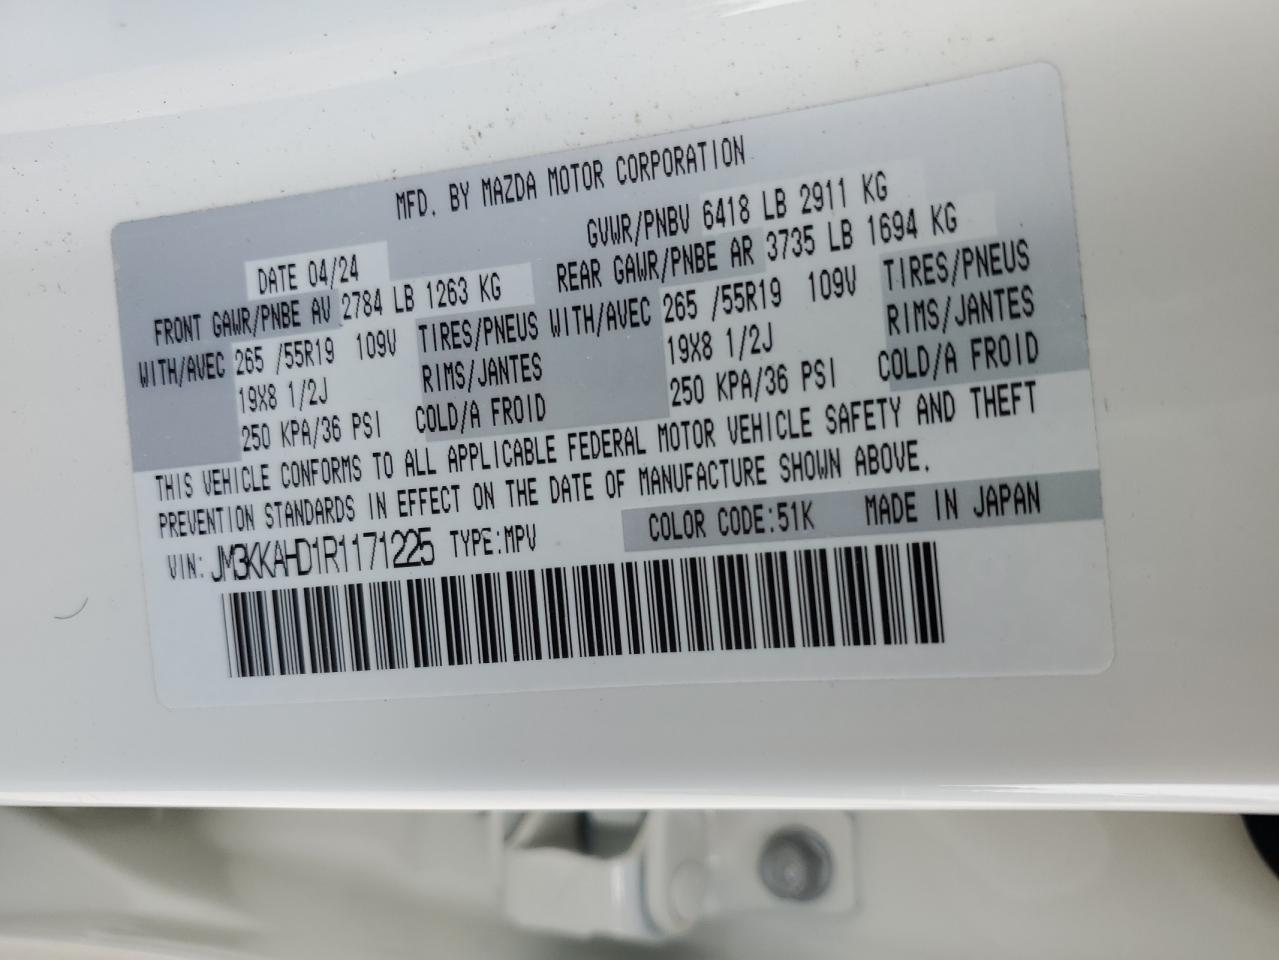 MFD. BY MAZDA MOTOR CORPORATION
DATE 04/24 GVWR/PNBV 6418 LB 2911 KG
FRONT GAWR/PNBE AV 2784 LB 1263 KG REAR GAWR/PNBE AR 3735 LB 1694 KG
WITH/AVEC 265 /55R19 109V TIRES/PNEUS WITH/AVEC 265 /55R19 109V TIRES/PNEUS
19X8 1/2J RIMS/JANTES 19X8 1/2J RIMS/JANTES
250 KPA/36 PSI COLD/A FROID 250 KPA/36 PSI COLD/A FROID
THIS VEHICLE CONFORMS TO ALL APPLICABLE FEDERAL MOTOR VEHICLE SAFETY AND THEFT
PREVENTION STANDARDS IN EFFECT ON THE DATE OF MANUFACTURE SHOWN ABOVE.
VIN: JM3KKAHD1R1171225 TYPE:MPV COLOR CODE:51K MADE IN JAPAN